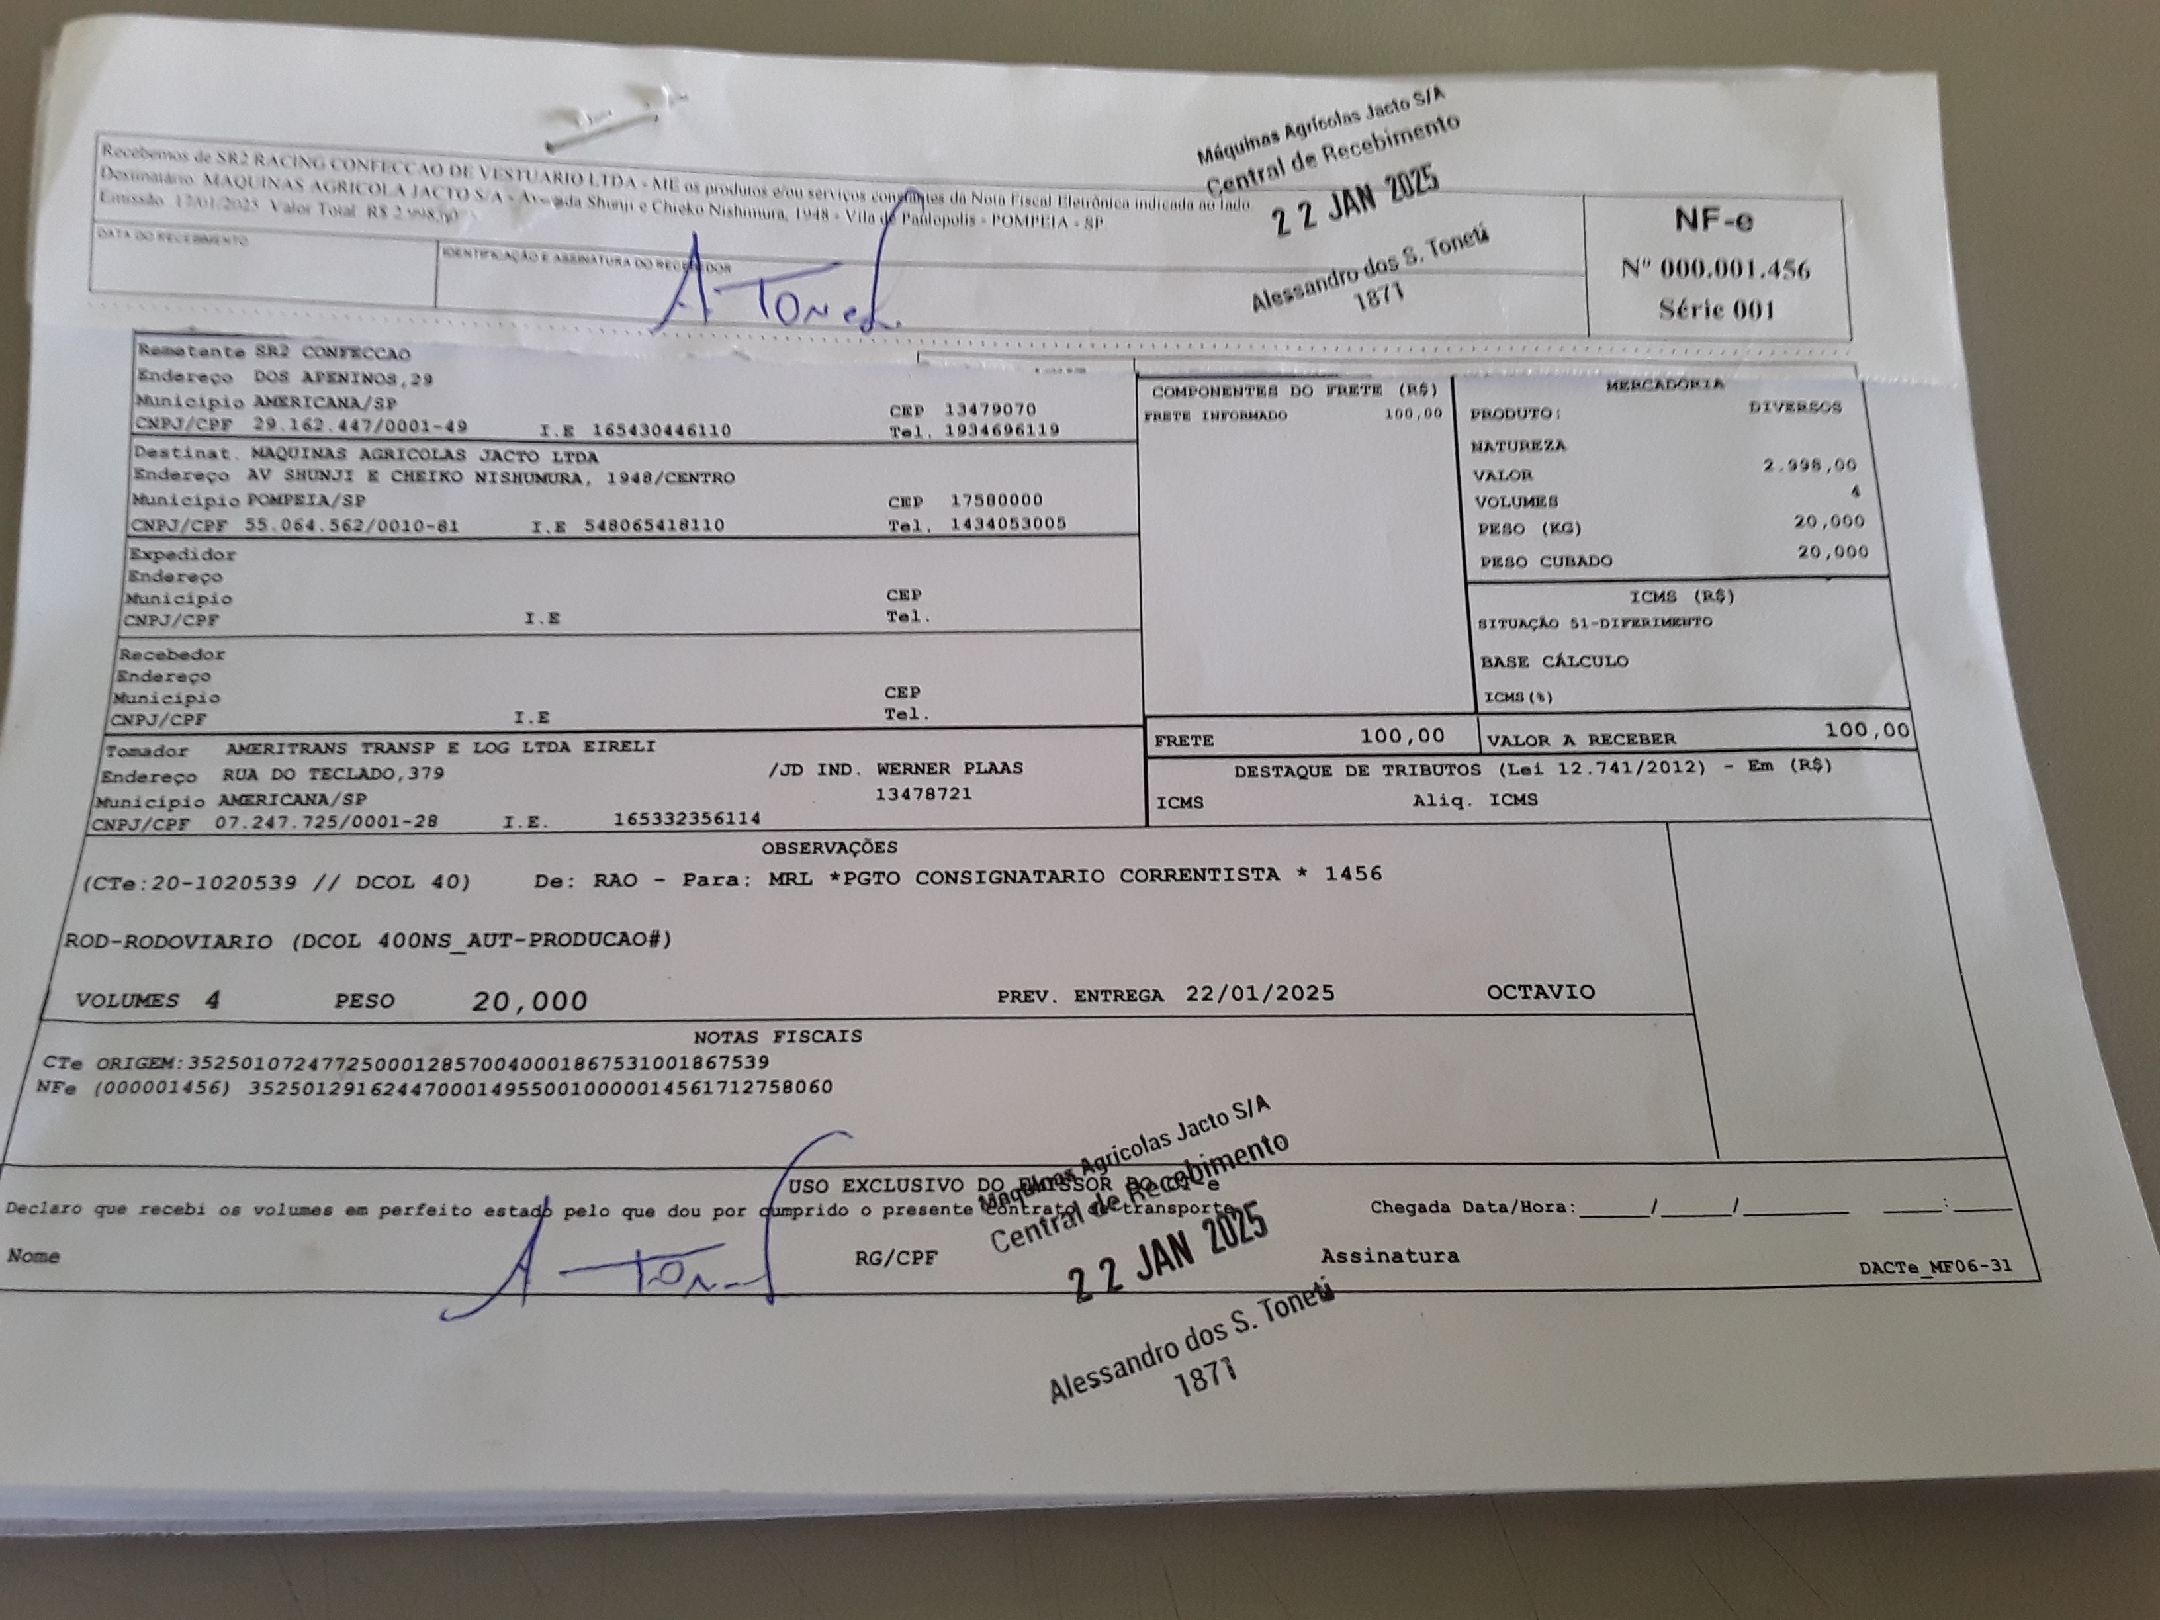 Máquinas Agrícolas Jacto S/A
Central de Recebimento
22 JAN 2025
Alessandro dos S. Toneti
1871
Recebemos de SR2 RACING CONFECCAO DE VESTUARIO LTDA - ME os produtos e/ou serviços constantes da Nota Fiscal Eletrônica indicada ao lado.
Destinatário: MAQUINAS AGRICOLA JACTO S/A - Avenida Shunji e Chieko Nishimura, 1948 - Vila de Paulopolis - POMPEIA - SP
Emissão: 17/01/2025 Valor Total: R$ 2.998,00
DATA DO RECEBIMENTO
IDENTIFICAÇÃO E ASSINATURA DO RECEBEDOR
NF-e
Nº 000.001.456
Série 001
Remetente SR2 CONFECCAO
Endereço DOS APENINOS,29
Município AMERICANA/SP CEP 13479070
CNPJ/CPF 29.162.447/0001-49 I.E 165430446110 Tel. 1934696119
Destinat. MAQUINAS AGRICOLAS JACTO LTDA
Endereço AV SHUNJI E CHEIKO NISHUMURA, 1948/CENTRO
Município POMPEIA/SP CEP 17580000
CNPJ/CPF 55.064.562/0010-81 I.E 548065418110 Tel. 1434053005
Expedidor
Endereço
Município CEP
CNPJ/CPF I.E Tel.
Recebedor
Endereço
Município CEP
CNPJ/CPF I.E Tel.
Tomador AMERITRANS TRANSP E LOG LTDA EIRELI
Endereço RUA DO TECLADO,379 /JD IND. WERNER PLAAS
Município AMERICANA/SP 13478721
CNPJ/CPF 07.247.725/0001-28 I.E. 165332356114
COMPONENTES DO FRETE (R$)
FRETE INFORMADO 100,00
MERCADORIA
PRODUTO: DIVERSOS
NATUREZA
VALOR 2.998,00
VOLUMES 4
PESO (KG) 20,000
PESO CUBADO 20,000
ICMS (R$)
SITUAÇÃO 51-DIFERIMENTO
BASE CÁLCULO
ICMS(%)
FRETE 100,00 VALOR A RECEBER 100,00
DESTAQUE DE TRIBUTOS (Lei 12.741/2012) - Em (R$)
ICMS Aliq. ICMS
OBSERVAÇÕES
(CTe:20-1020539 // DCOL 40) De: RAO - Para: MRL *PGTO CONSIGNATARIO CORRENTISTA * 1456
ROD-RODOVIARIO (DCOL 400NS_AUT-PRODUCAO#)
VOLUMES 4 PESO 20,000 PREV. ENTREGA 22/01/2025 OCTAVIO
NOTAS FISCAIS
CTe ORIGEM:35250107247725000128570040001867531001867539
NFe (000001456) 35250129162447000149550010000014561712758060
USO EXCLUSIVO DO EMISSOR DO CT-e
Declaro que recebi os volumes em perfeito estado pelo que dou por cumprido o presente contrato de transporte. Chegada Data/Hora:_____/_____/_______ ____:____
Nome RG/CPF Assinatura
DACTe_MF06-31
Máquinas Agrícolas Jacto S/A
Central de Recebimento
22 JAN 2025
Alessandro dos S. Toneti
1871